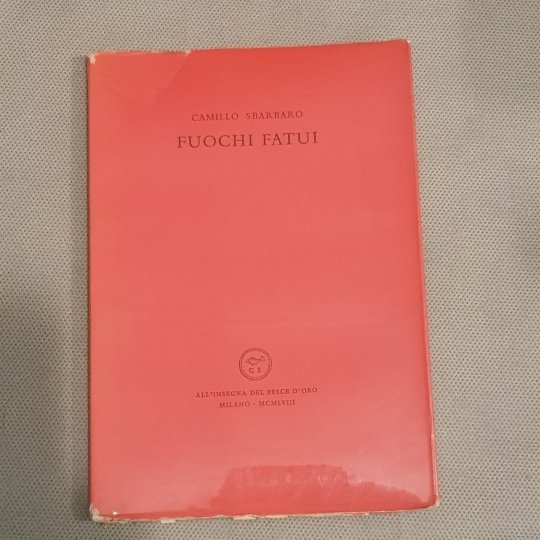 CAMILLO SBARBARO
FUOCHI FATUI
G S
ALL'INSEGNA DEL PESCE D'ORO
MILANO · MCMLVIII